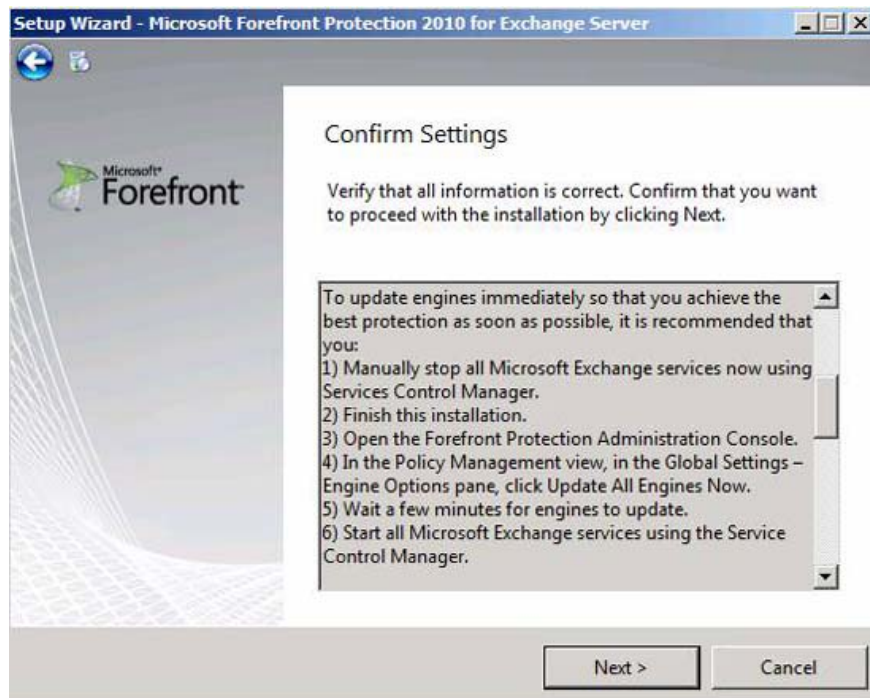 Setup Wizard - Microsoft Forefront Protection 2010 for Exchange Server
Microsoft®
Forefront
Confirm Settings
Verify that all information is correct. Confirm that you want
to proceed with the installation by clicking Next.
To update engines immediately so that you achieve the
best protection as soon as possible, it is recommended that
you:
1) Manually stop all Microsoft Exchange services now using
Services Control Manager.
2) Finish this installation.
3) Open the Forefront Protection Administration Console.
4) In the Policy Management view, in the Global Settings –
Engine Options pane, click Update All Engines Now.
5) Wait a few minutes for engines to update.
6) Start all Microsoft Exchange services using the Service
Control Manager.
Next >
Cancel